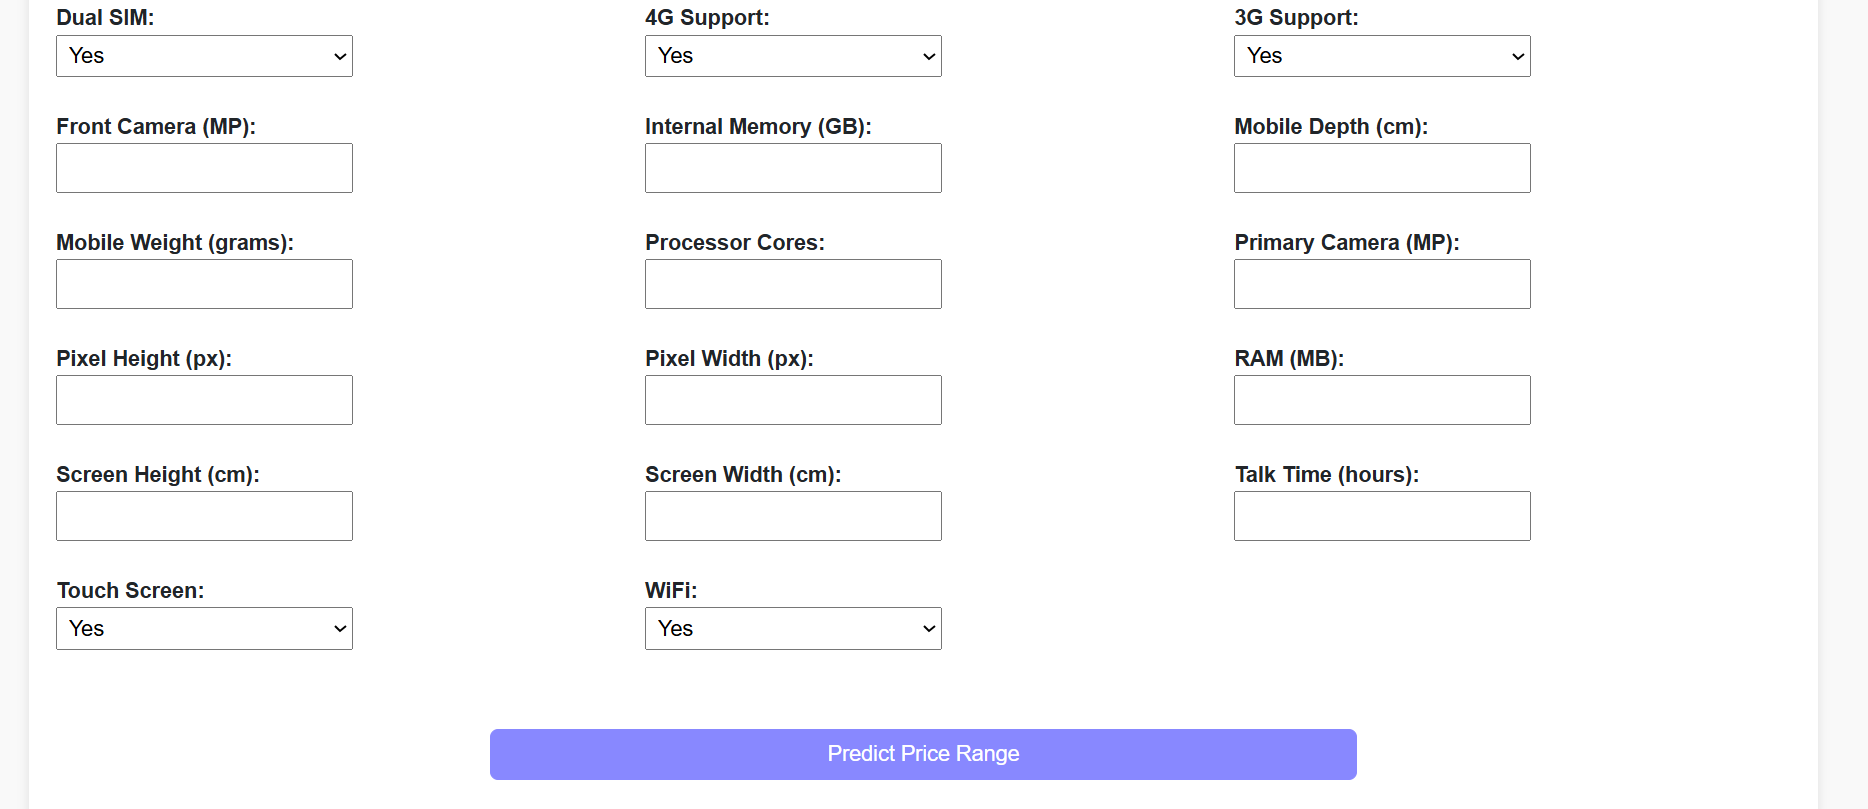 Dual SIM: 4G Support: 3G Support:
Yes Yes Yes
Front Camera (MP): Internal Memory (GB): Mobile Depth (cm):
Mobile Weight (grams): Processor Cores: Primary Camera (MP):
Pixel Height (px): Pixel Width (px): RAM (MB):
Screen Height (cm): Screen Width (cm): Talk Time (hours):
Touch Screen: WiFi:
Yes Yes
Predict Price Range